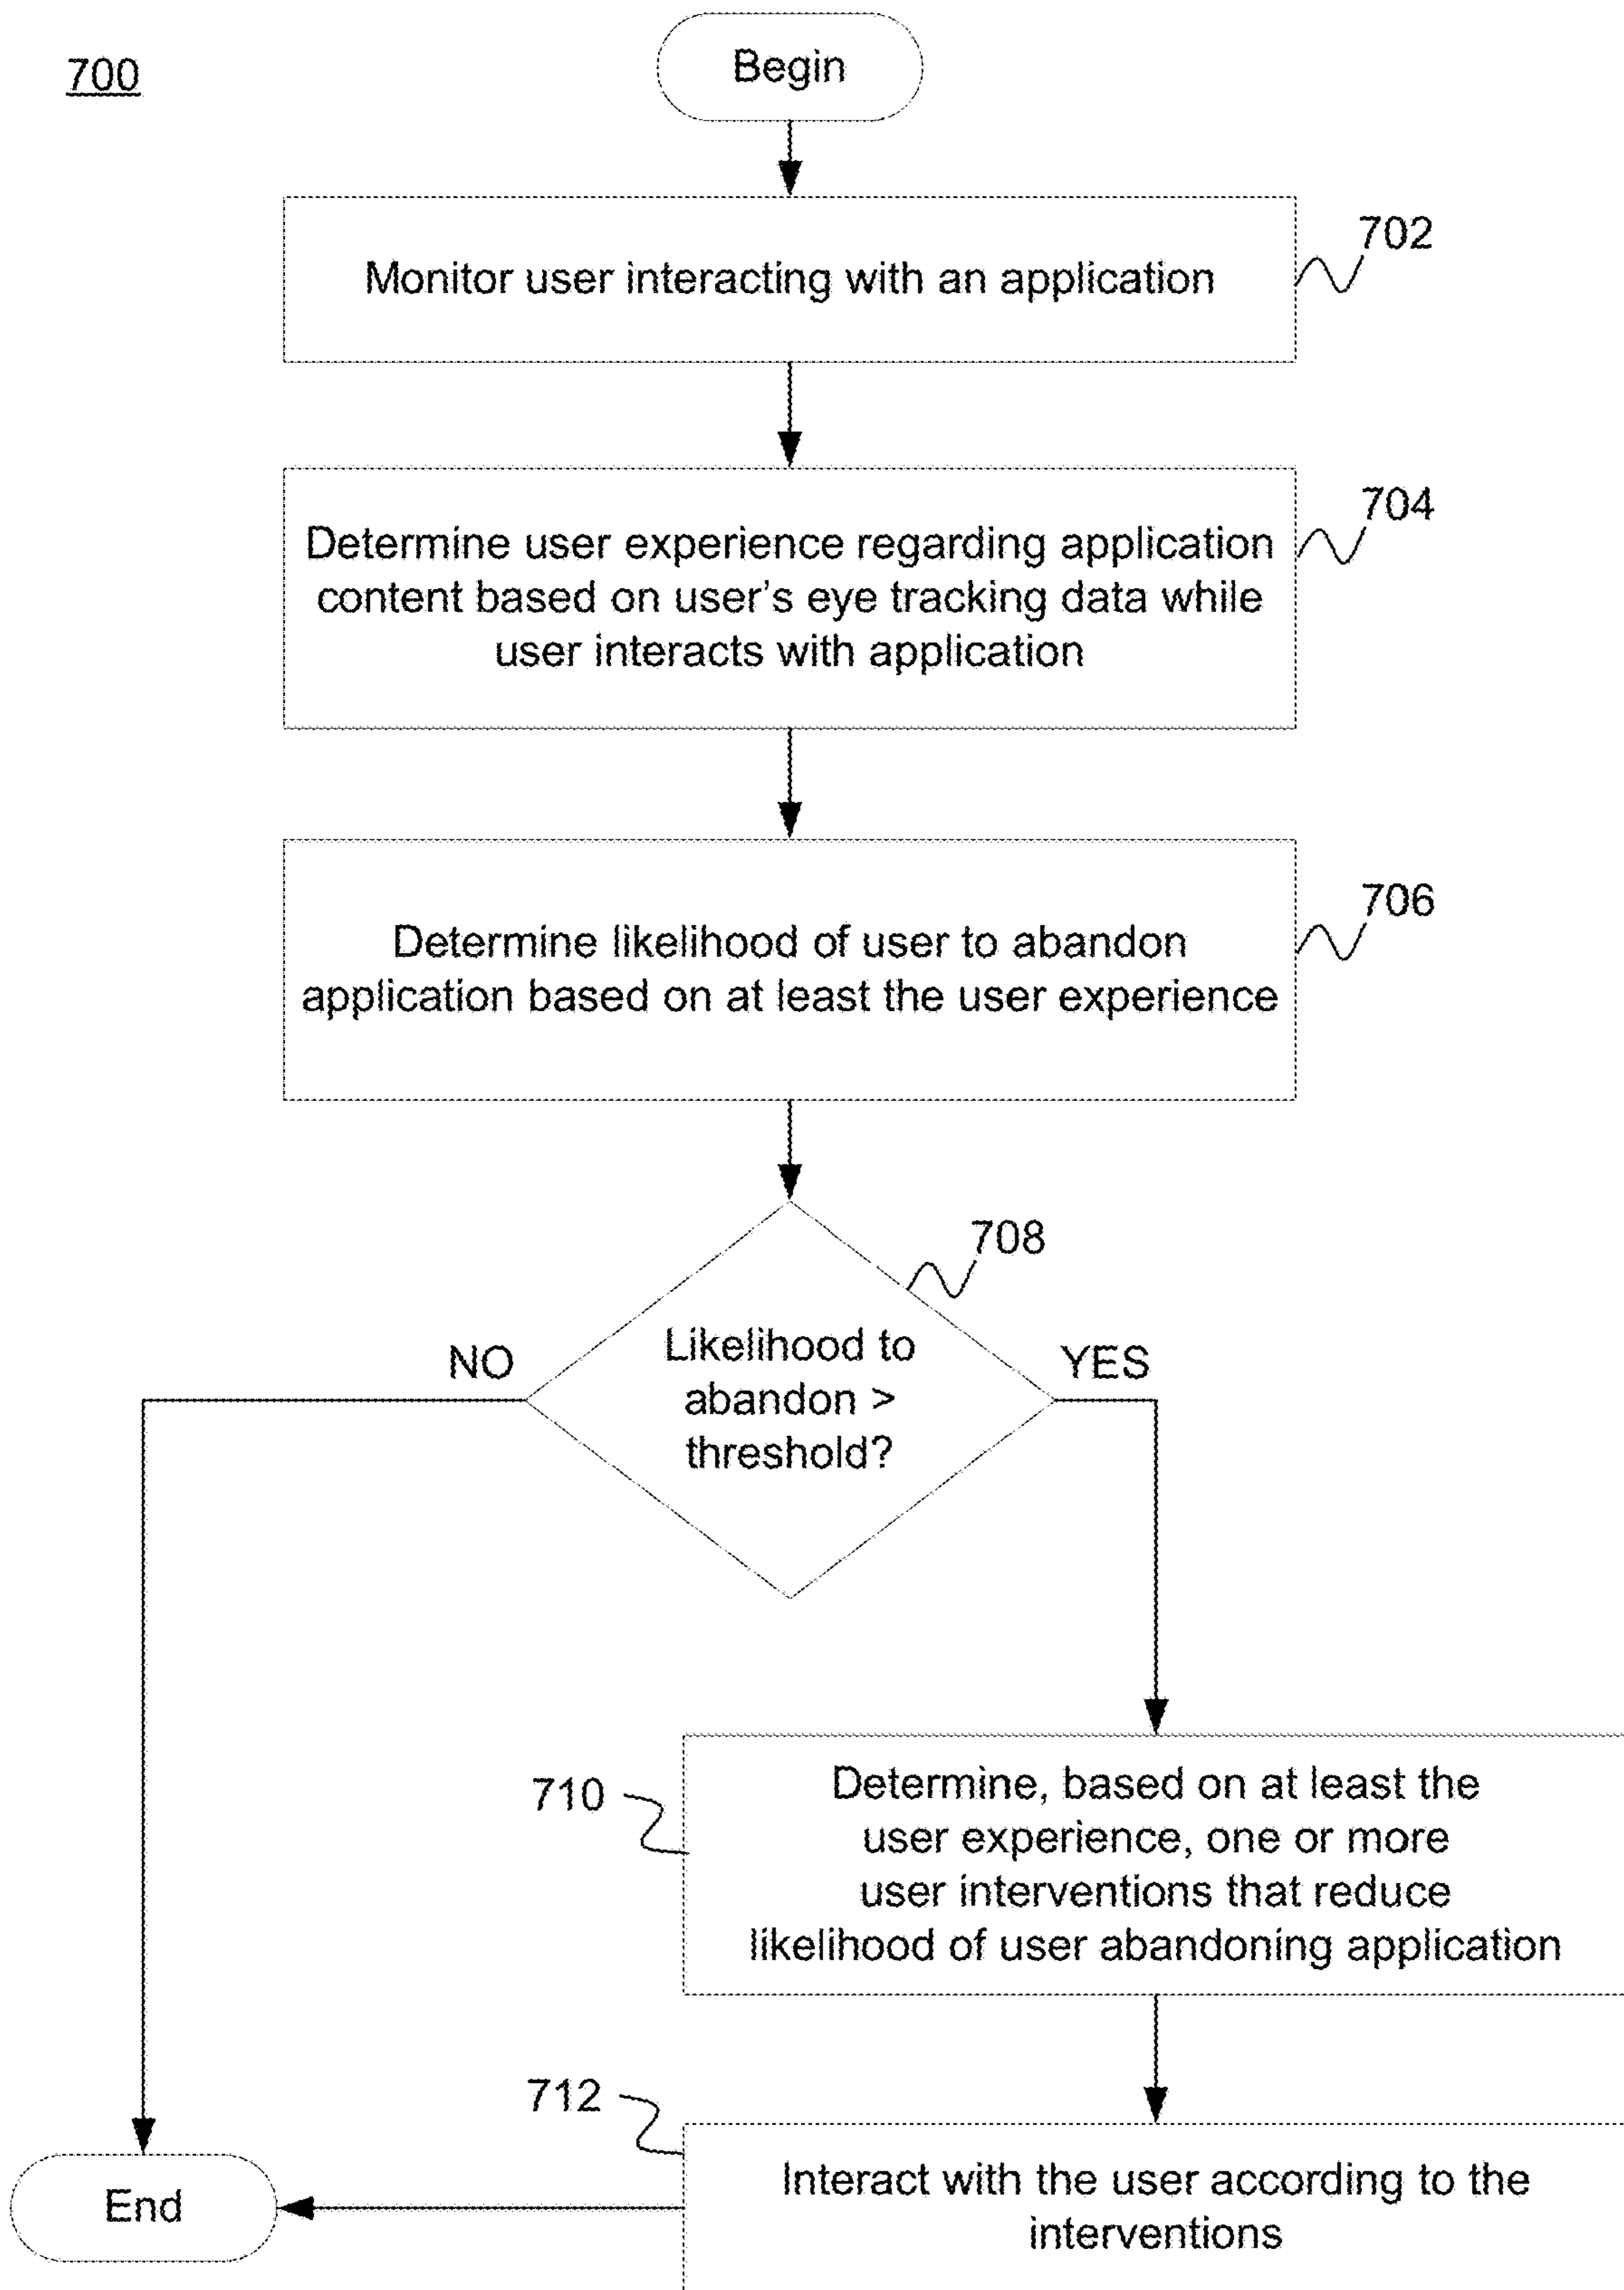 700
Begin
Monitor user interacting with an application
702
Determine user experience regarding application
content based on user's eye tracking data while
user interacts with application
704
Determine likelihood of user to abandon
application based on at least the user experience
706
708
Likelihood to
abandon >
threshold?
NO
YES
710
Determine, based on at least the
user experience, one or more
user interventions that reduce
likelihood of user abandoning application
712
Interact with the user according to the
interventions
End